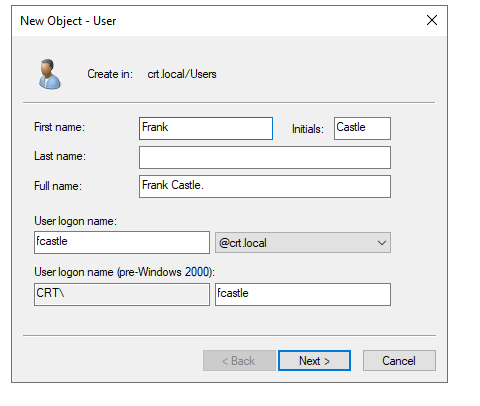 New Object - User
Create in: crt.local/Users
First name: Frank Initials: Castle
Last name:
Full name: Frank Castle.
User logon name:
fcastle @crt.local
User logon name (pre-Windows 2000):
CRT\ fcastle
< Back Next > Cancel